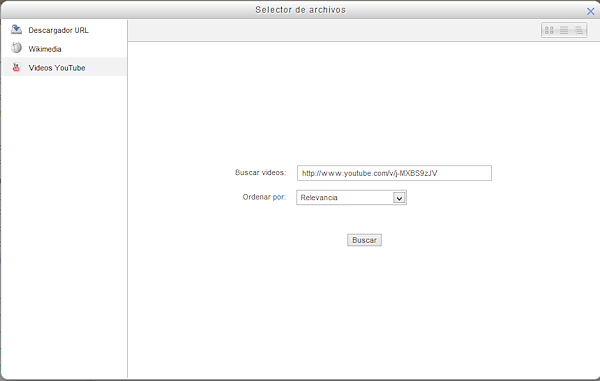 Selector de archivos
Descargador URL
Wikimedia
Videos YouTube
Buscar videos:
http://www.youtube.com/v/j-MXBS9zJV
Ordenar por:
Relevancia
Buscar